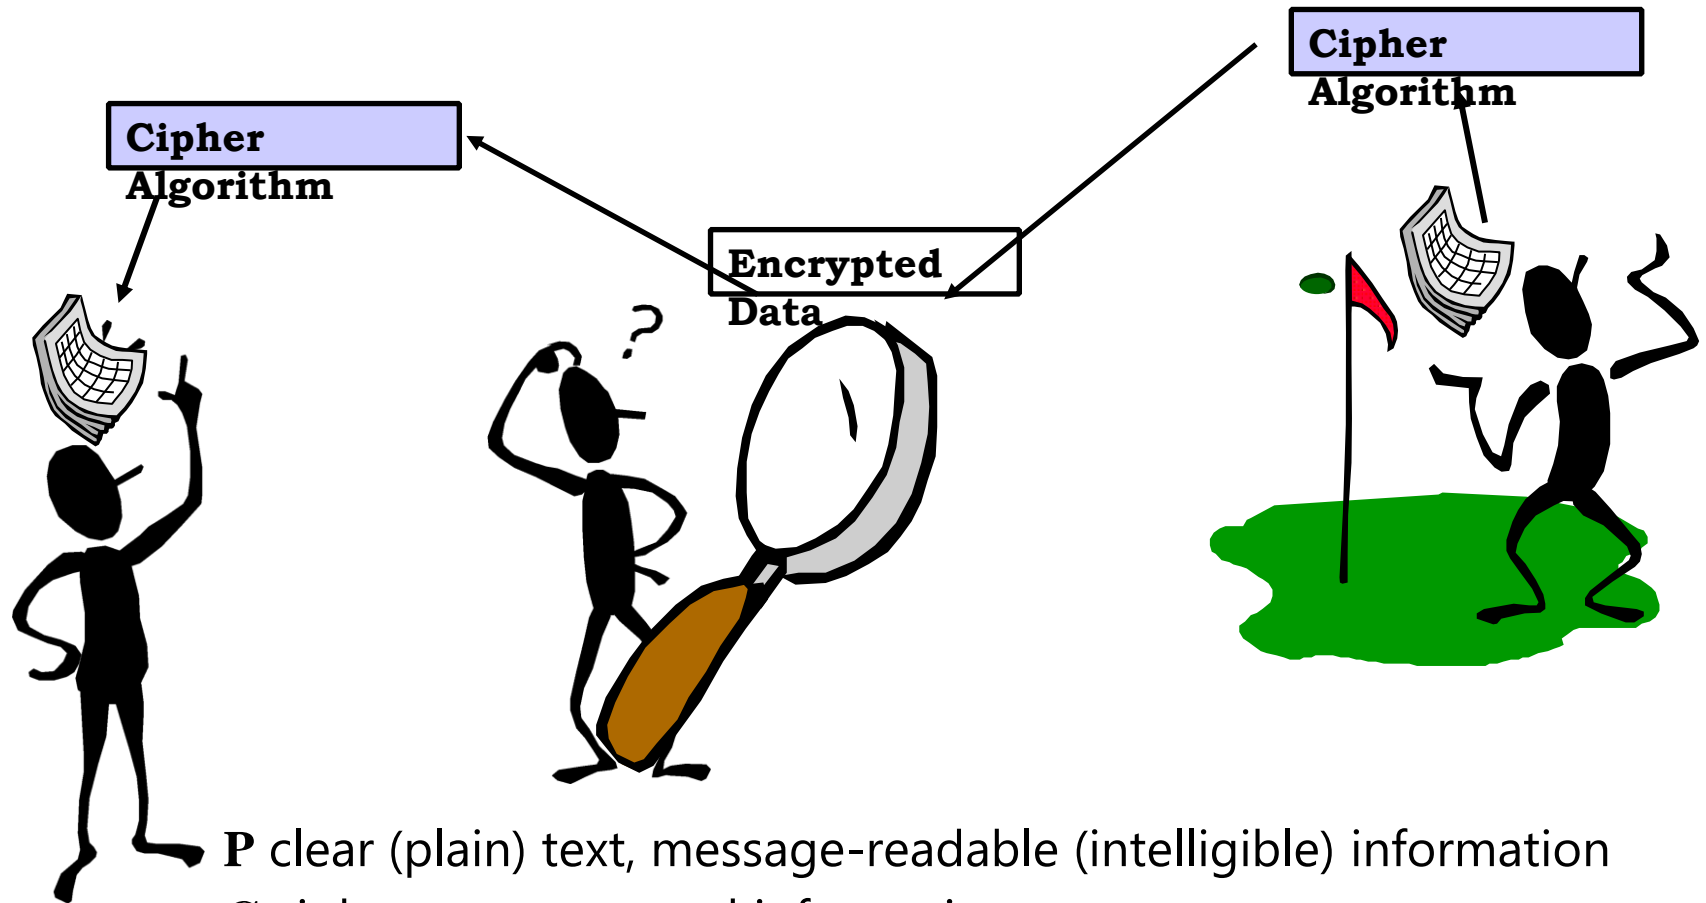 Cipher
Algorithm
Cipher
Algorithm
Encrypted
Data
?
P clear (plain) text, message-readable (intelligible) information